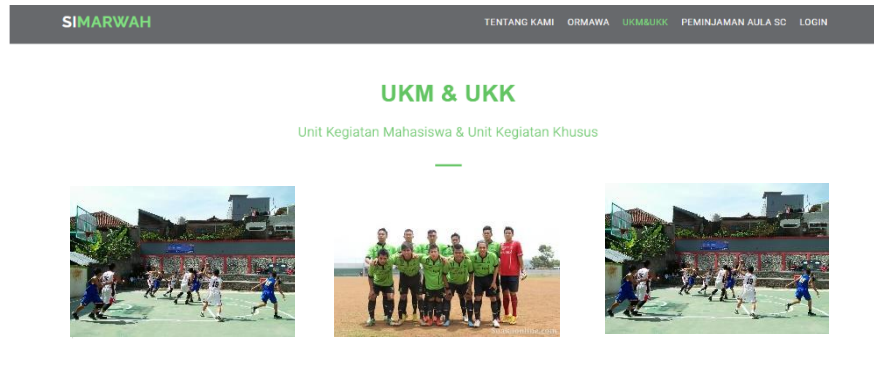 SIMARWAH
TENTANG KAMI ORMAWA UKM&UKK PEMINJAMAN AULA SC LOGIN
UKM & UKK
Unit Kegiatan Mahasiswa & Unit Kegiatan Khusus